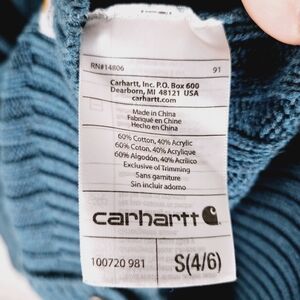 RN#14806 91
Carhartt, Inc. P.O. Box 600
Dearborn, MI 48121 USA
carhartt.com
Made in China
Fabriqué en Chine
Hecho en China
60% Cotton, 40% Acrylic
60% Coton, 40% Acrylique
60% Algodón, 40% Acrílico
Exclusive of Trimming
Sans garniture
Sin incluir adorno
carhartt
100720 981 S(4/6)